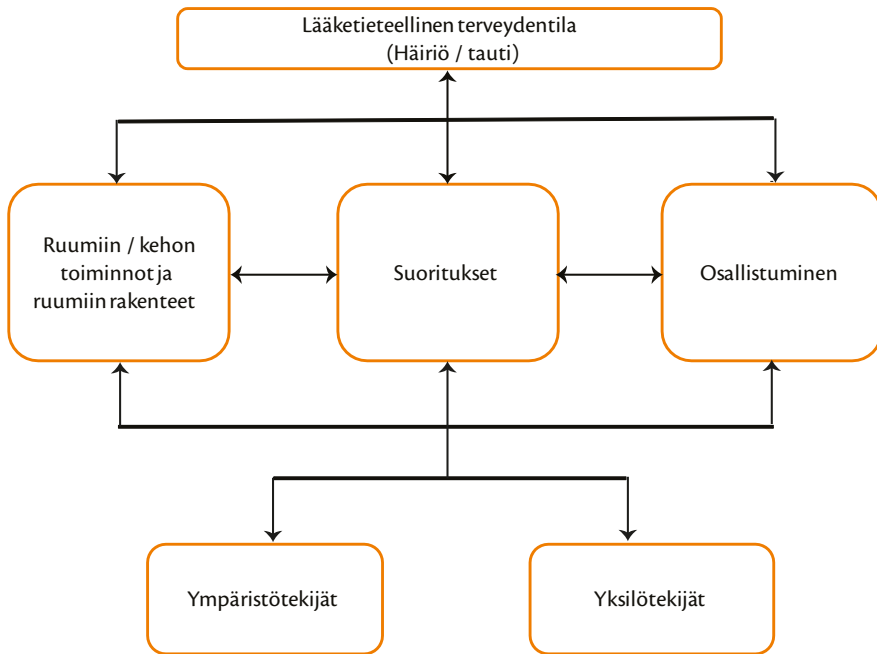 Lääketieteellinen terveydentila
(Häiriö / tauti)
Ruumiin / kehon
toiminnot ja
ruumiin rakenteet
Suoritukset
Osallistuminen
Ympäristötekijät
Yksilötekijät